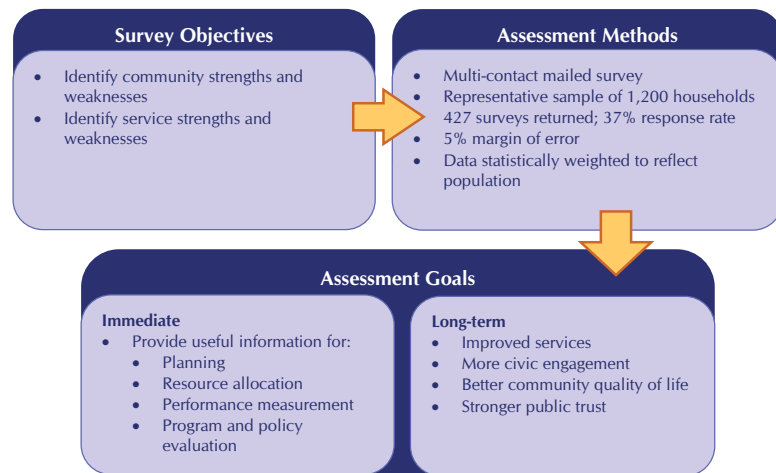 Survey Objectives
• Identify community strengths and
weaknesses
• Identify service strengths and
weaknesses
Assessment Methods
• Multi-contact mailed survey
• Representative sample of 1,200 households
• 427 surveys returned; 37% response rate
• 5% margin of error
• Data statistically weighted to reflect
population
Assessment Goals
Immediate
• Provide useful information for:
• Planning
• Resource allocation
• Performance measurement
• Program and policy
evaluation
Long-term
• Improved services
• More civic engagement
• Better community quality of life
• Stronger public trust